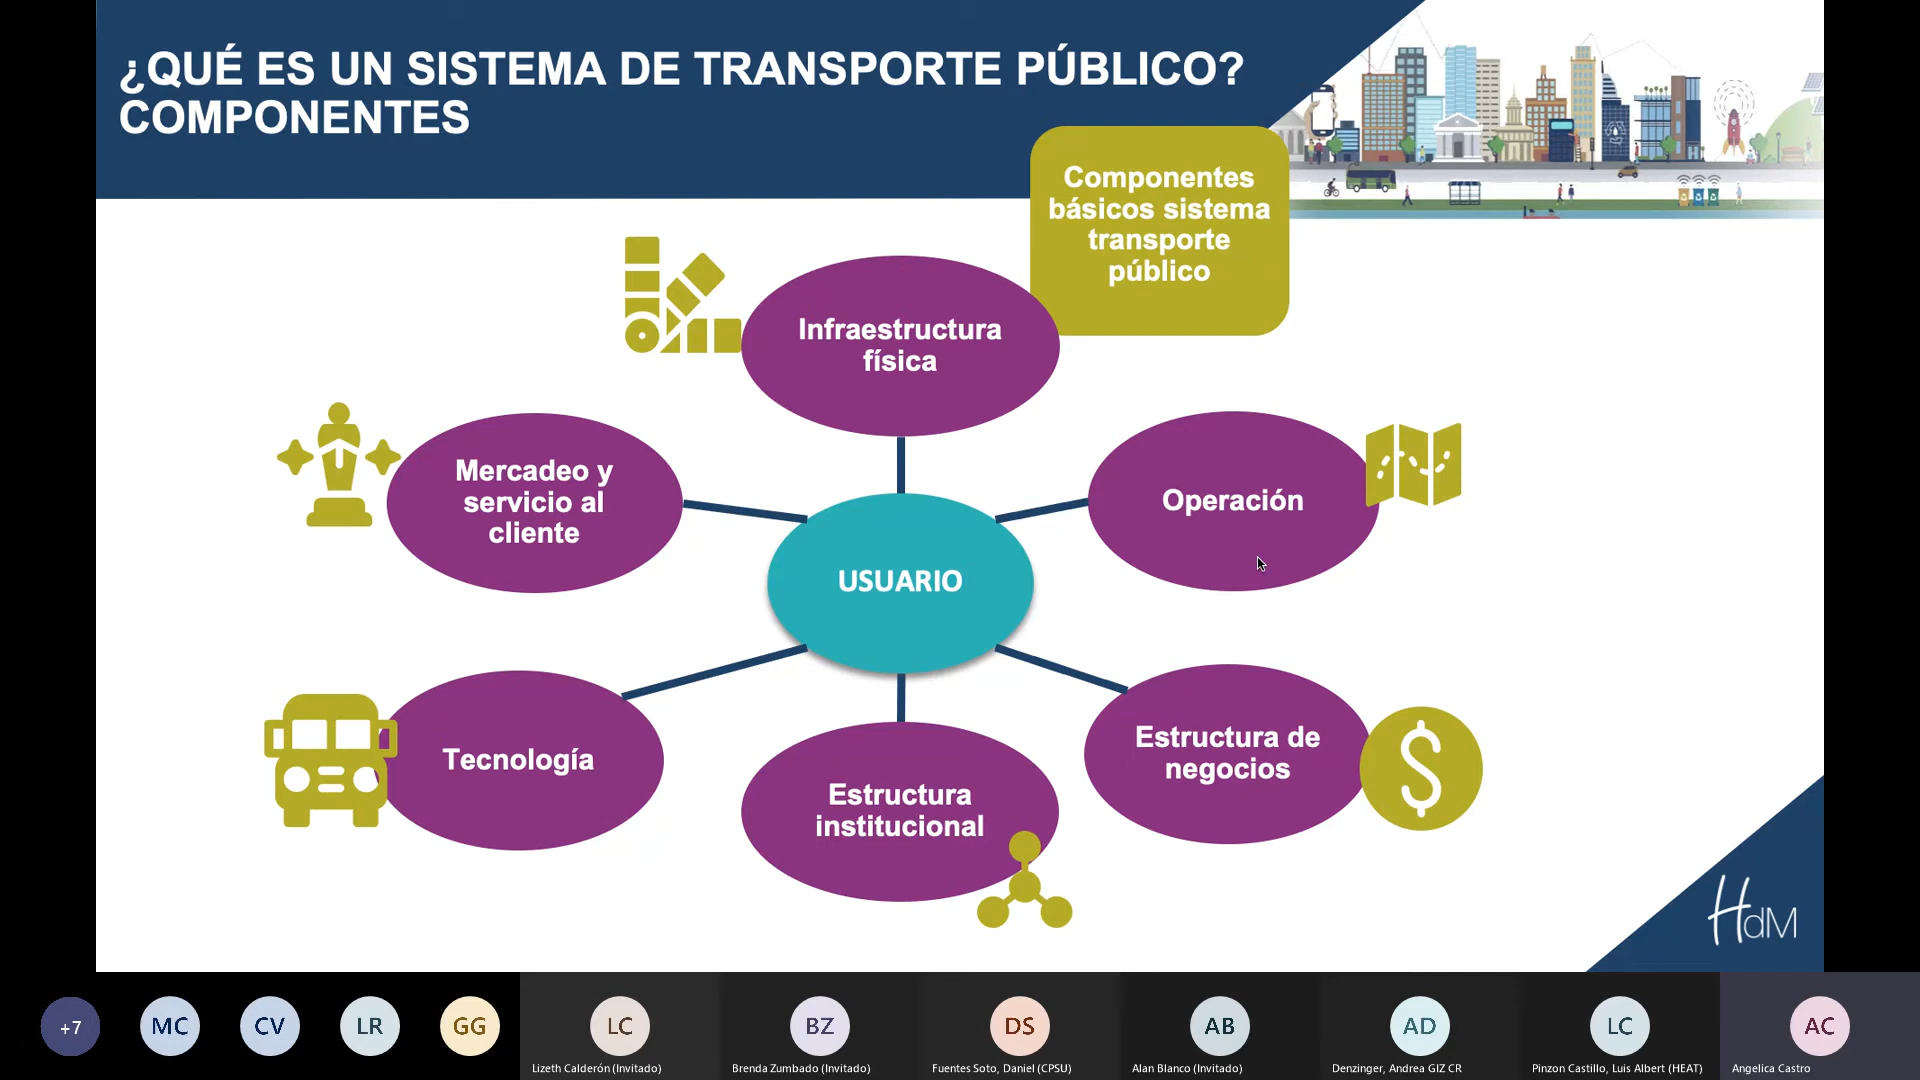 ¿QUÉ ES UN SISTEMA DE TRANSPORTE PÚBLICO?
COMPONENTES
Componentes
básicos sistema
transporte
público
Infraestructura
física
Mercadeo y
servicio al
cliente
Operación
USUARIO
Tecnología
Estructura
institucional
Estructura de
negocios
$
HdM
+7
MC
CV
LR
GG
LC
Lizeth Calderón (Invitado)
BZ
Brenda Zumbado (Invitado)
DS
Fuentes Soto, Daniel (CPSU)
AB
Alan Blanco (Invitado)
AD
Denzinger, Andrea GIZ CR
LC
Pinzon Castillo, Luis Albert (HEAT)
AC
Angelica Castro